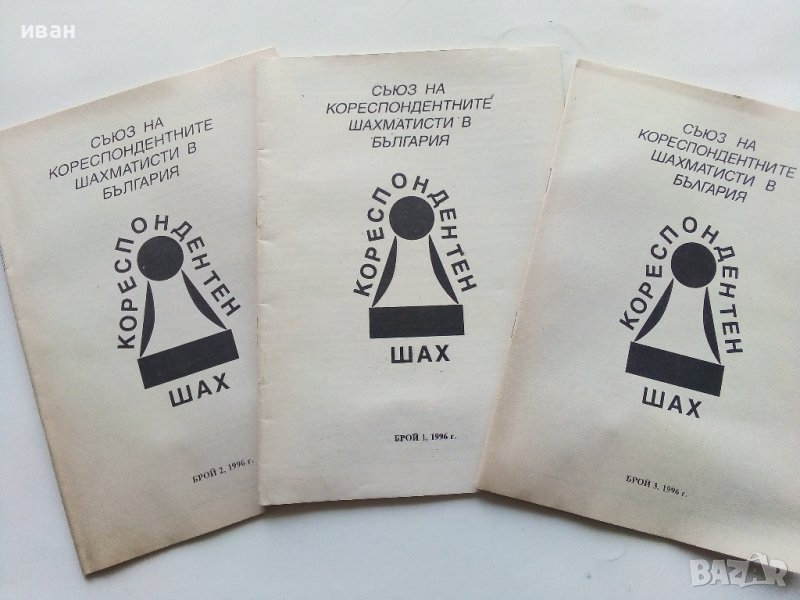 иван
СЪЮЗ НА
КОРЕСПОНДЕНТНИТЕ
ШАХМАТИСТИ В
БЪЛГАРИЯ
КОРЕСПОНДЕНТЕН
ШАХ
БРОЙ 2, 1996 г.
СЪЮЗ НА
КОРЕСПОНДЕНТНИТЕ
ШАХМАТИСТИ В
БЪЛГАРИЯ
КОРЕСПОНДЕНТЕН
ШАХ
БРОЙ 1, 1996 г.
СЪЮЗ НА
КОРЕСПОНДЕНТНИТЕ
ШАХМАТИСТИ В
БЪЛГАРИЯ
КОРЕСПОНДЕНТЕН
ШАХ
БРОЙ 3, 1996 г.
BAZAR